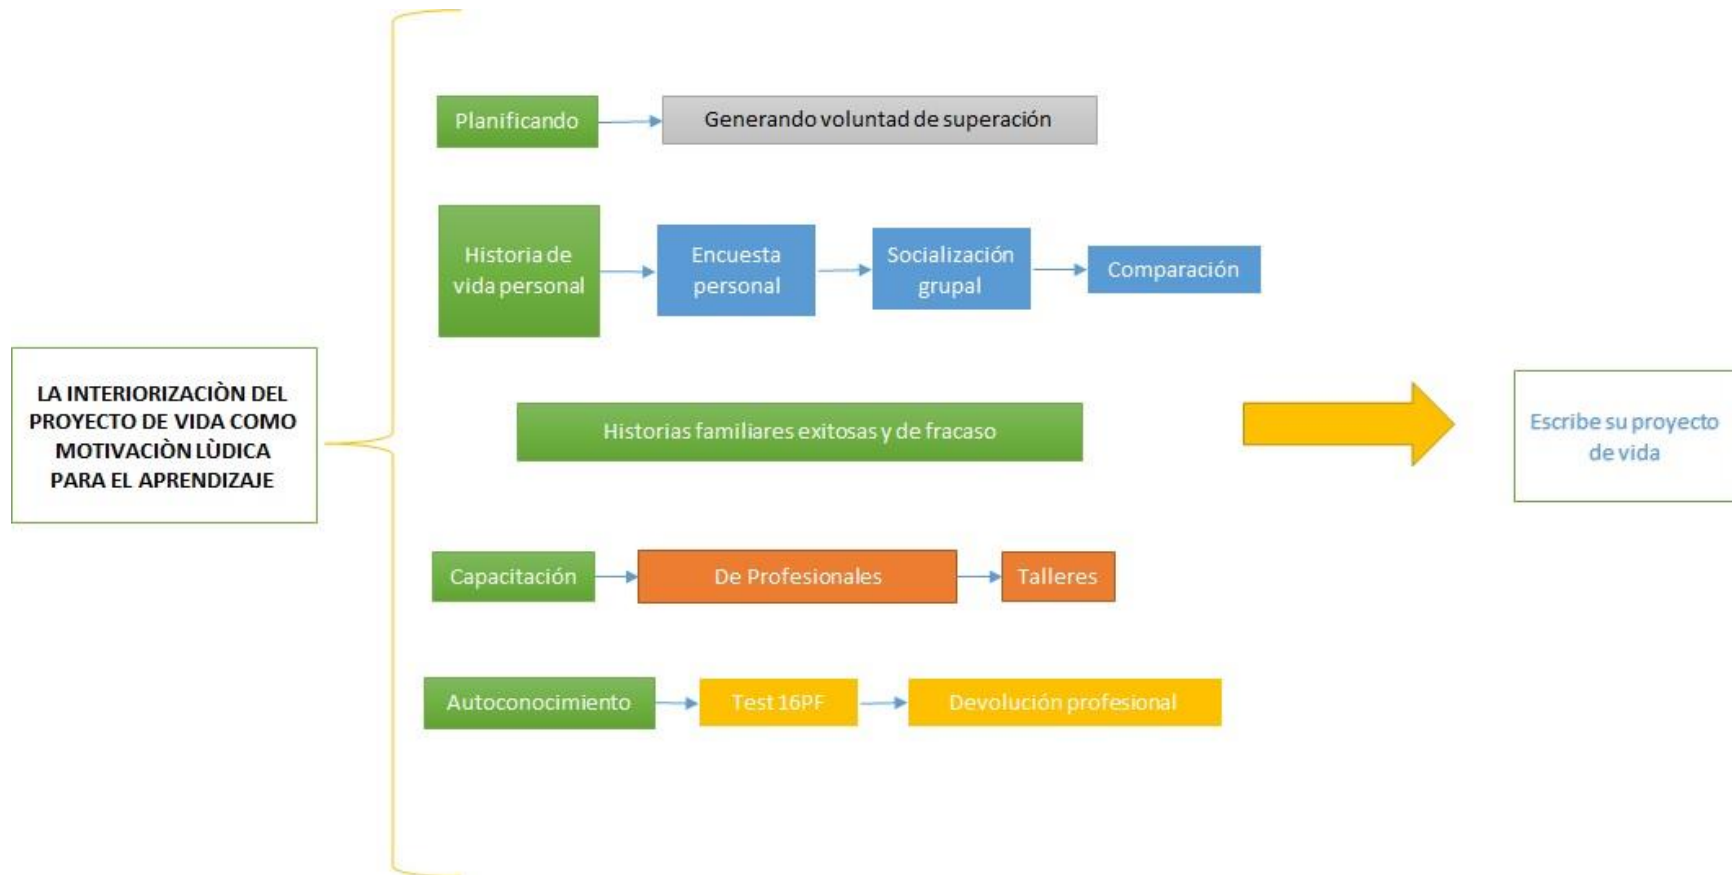 Planificando
Generando voluntad de superación
Historia de
vida personal
Encuesta
personal
Socialización
grupal
Comparación
LA INTERIORIZACIÒN DEL
PROYECTO DE VIDA COMO
MOTIVACIÒN LÙDICA
PARA EL APRENDIZAJE
Historias familiares exitosas y de fracaso
Escribe su proyecto
de vida
Capacitación
De Profesionales
Talleres
Autoconocimiento
Test 16PF
Devolución profesional